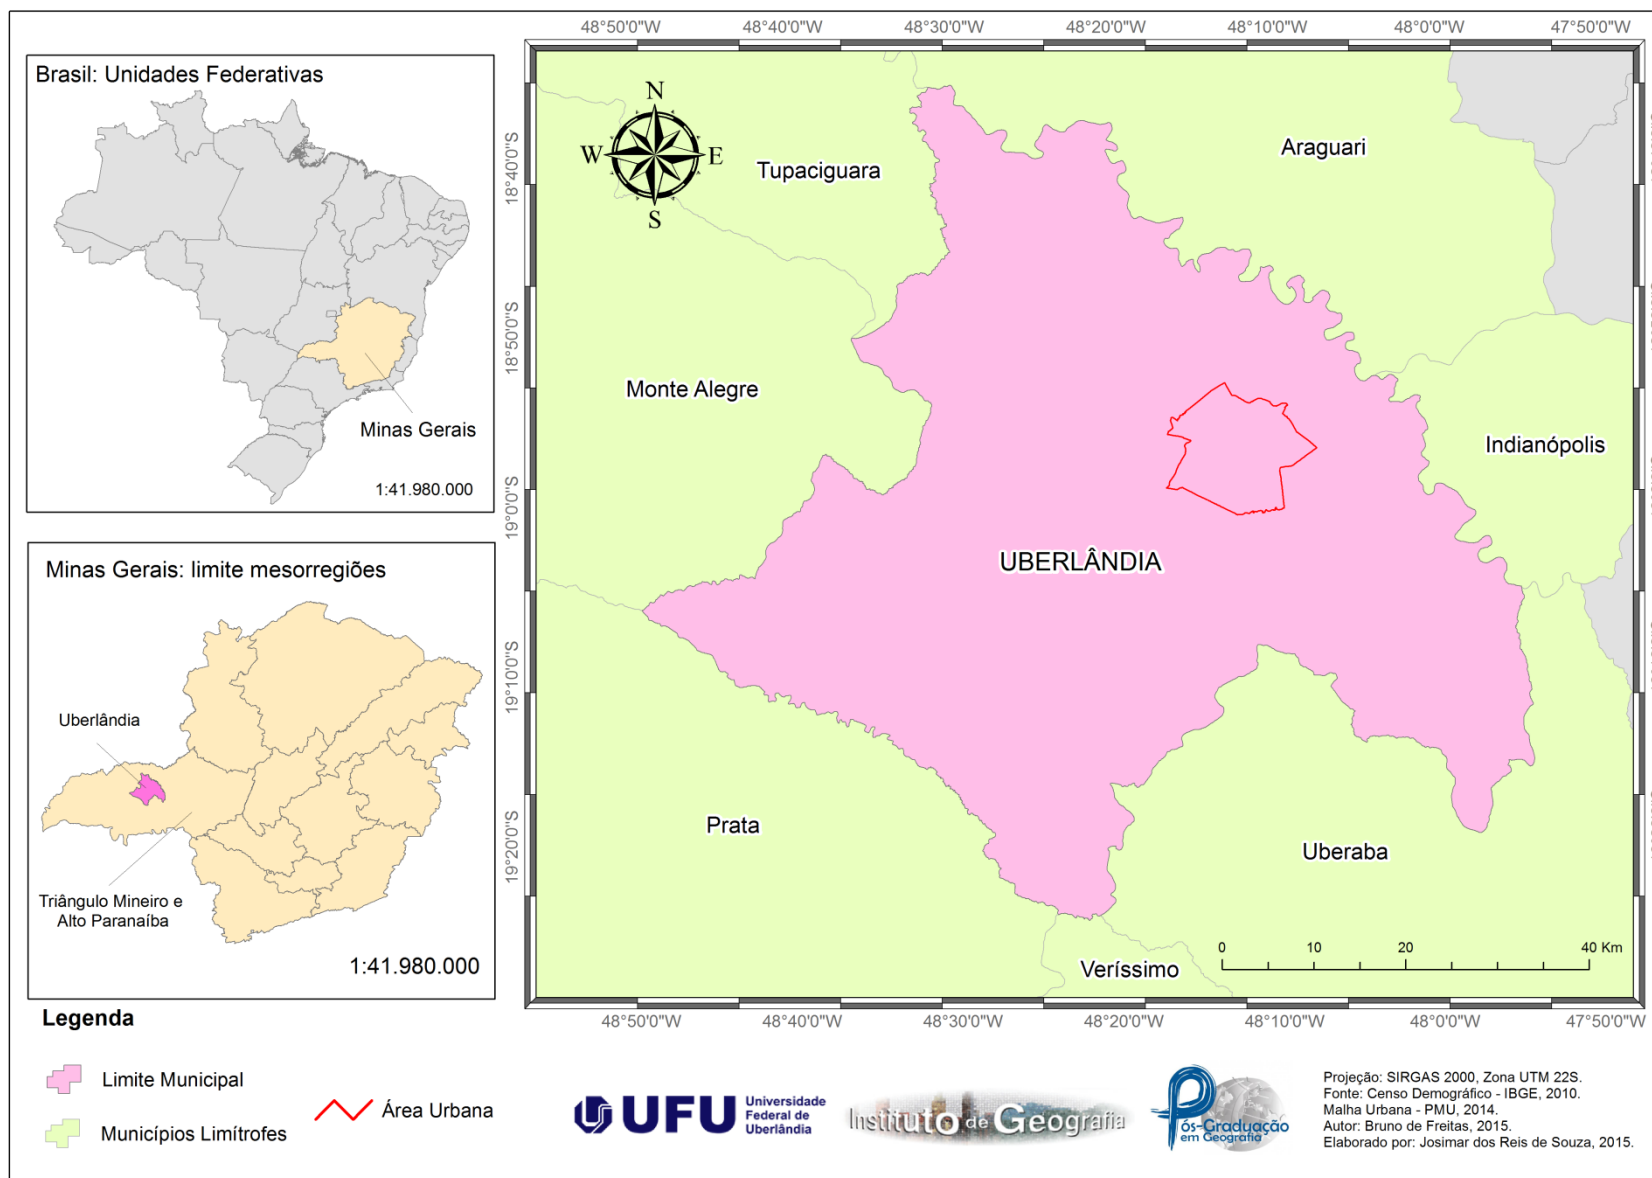 Brasil: Unidades Federativas
Minas Gerais
1:41.980.000
Minas Gerais: limite mesorregiões
Uberlândia
Triângulo Mineiro e
Alto Paranaíba
1:41.980.000
48°50'0"W 48°40'0"W 48°30'0"W 48°20'0"W 48°10'0"W 48°0'0"W 47°50'0"W
N
W E
S
18°40'0"S
18°50'0"S
19°0'0"S
19°10'0"S
19°20'0"S
Tupaciguara
Araguari
Monte Alegre
Indianópolis
UBERLÂNDIA
Prata
Uberaba
Veríssimo
0 10 20 40 Km
48°50'0"W 48°40'0"W 48°30'0"W 48°20'0"W 48°10'0"W 48°0'0"W 47°50'0"W
Legenda
Limite Municipal
Municípios Limítrofes
Área Urbana
UFU
Universidade
Federal de
Uberlândia
Instituto de Geografia
Pós-Graduação
em Geografia
Projeção: SIRGAS 2000, Zona UTM 22S.
Fonte: Censo Demográfico - IBGE, 2010.
Malha Urbana - PMU, 2014.
Autor: Bruno de Freitas, 2015.
Elaborado por: Josimar dos Reis de Souza, 2015.